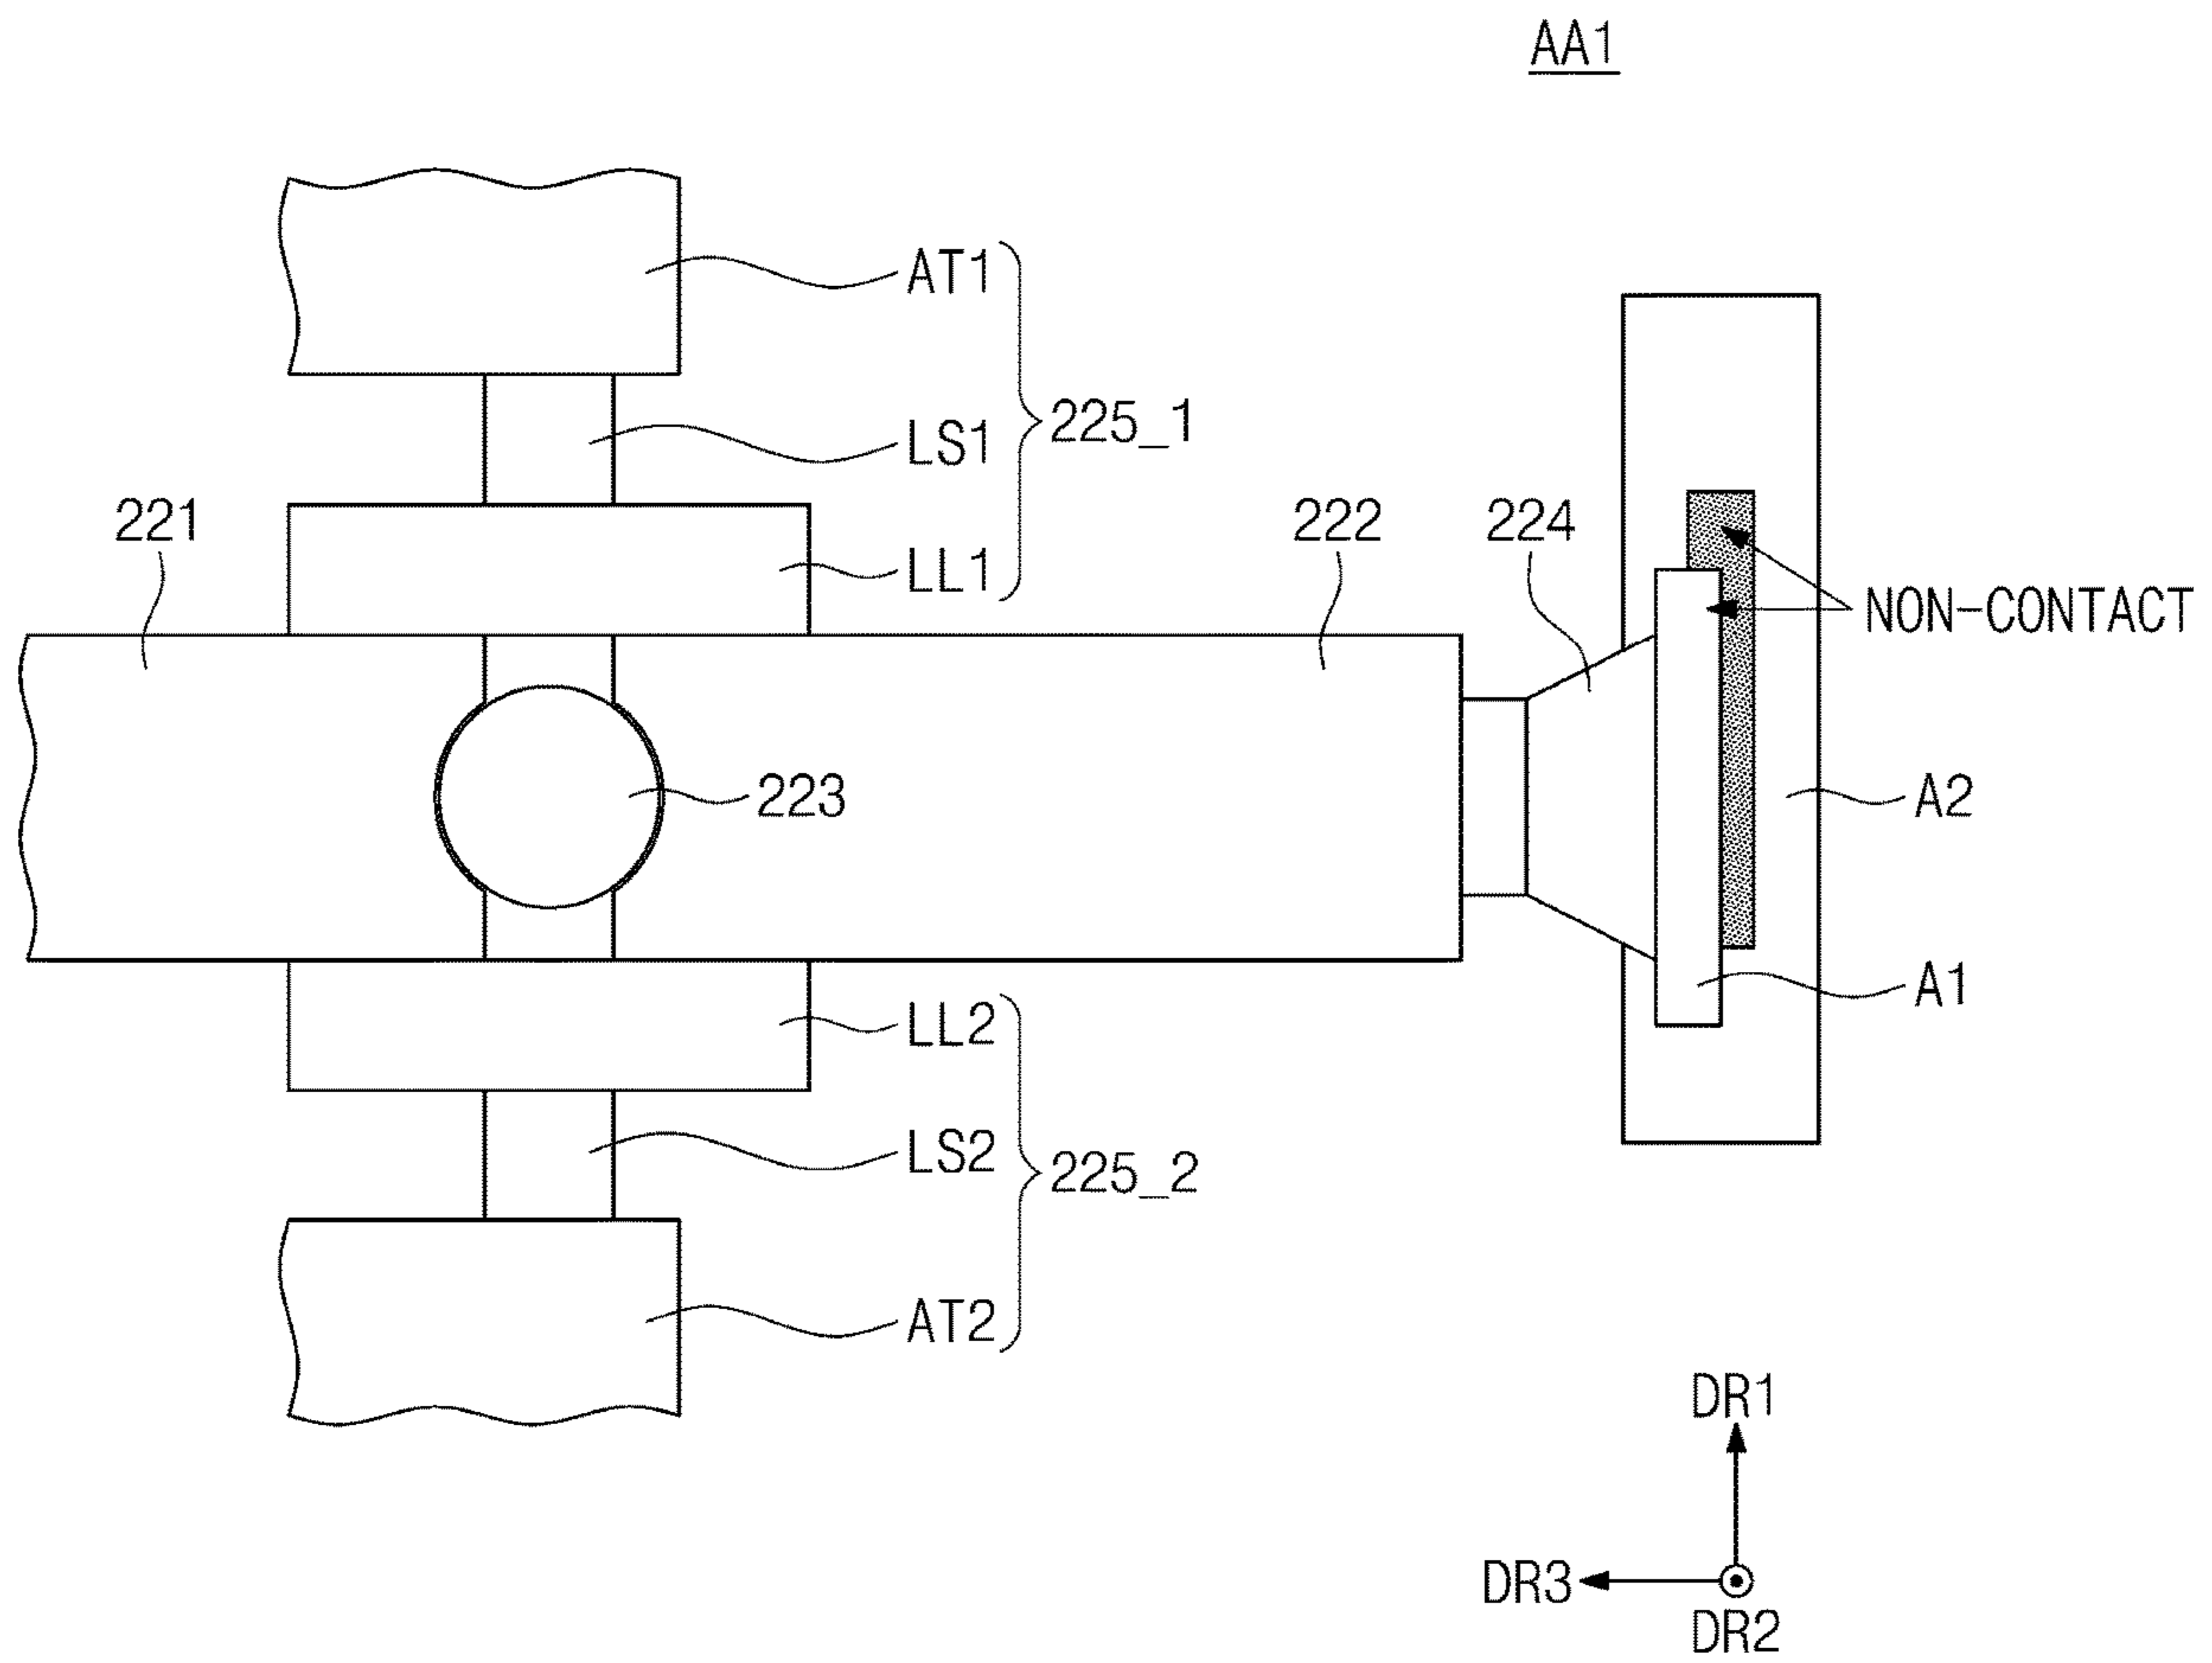 AA1
AT1
LS1
225_1
221
LL1
222
224
NON-CONTACT
223
A2
A1
LL2
LS2
225_2
AT2
DR1
DR3
DR2